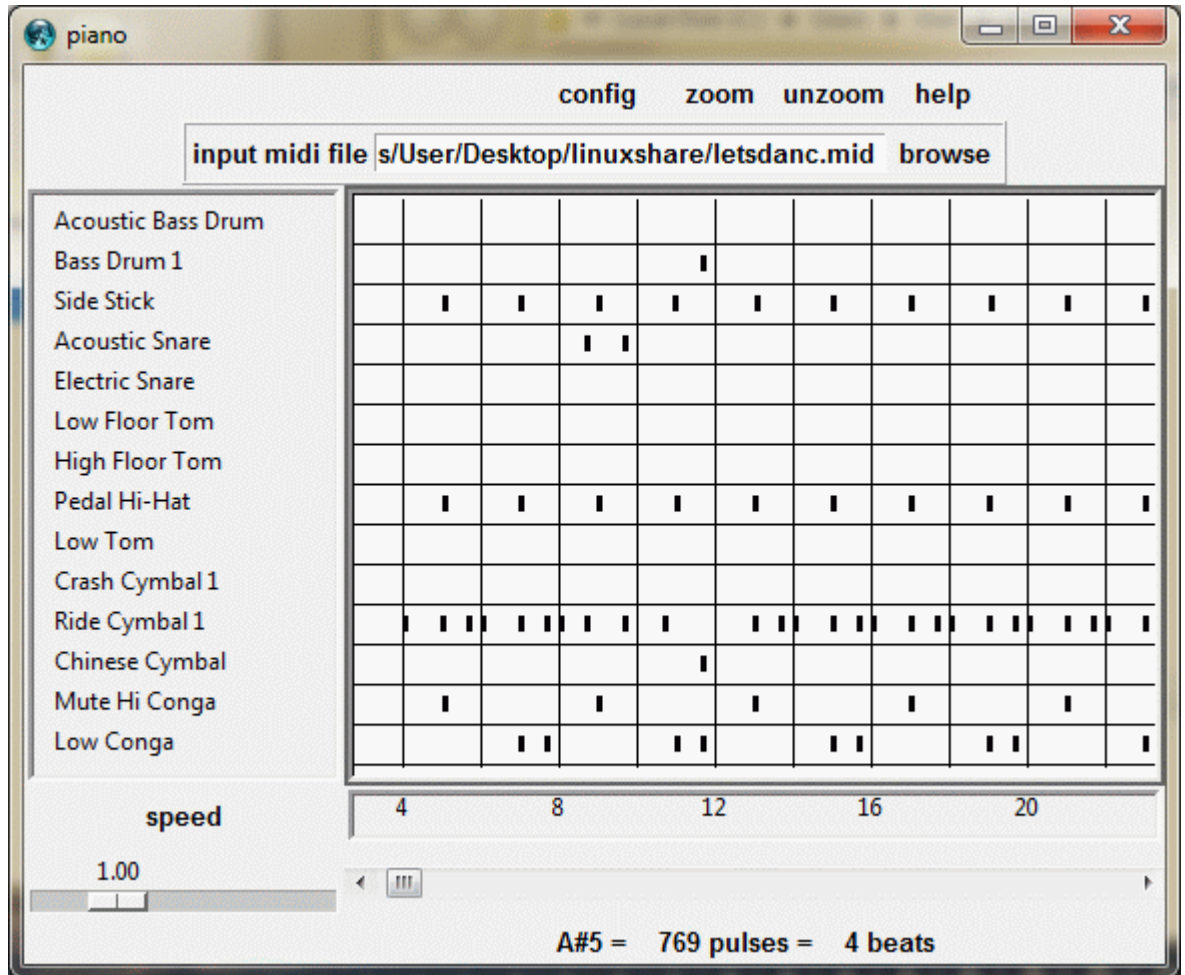 piano
config zoom unzoom help
input midi file s/User/Desktop/linuxshare/letsdanc.mid browse
Acoustic Bass Drum
Bass Drum 1
Side Stick
Acoustic Snare
Electric Snare
Low Floor Tom
High Floor Tom
Pedal Hi-Hat
Low Tom
Crash Cymbal 1
Ride Cymbal 1
Chinese Cymbal
Mute Hi Conga
Low Conga
4 8 12 16 20
speed
1.00
A#5 = 769 pulses = 4 beats